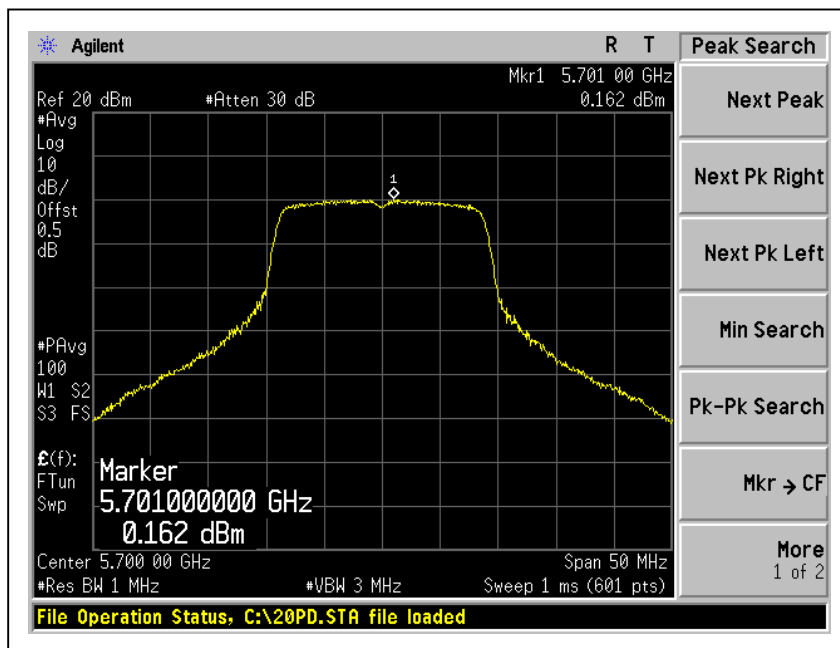 Agilent R T Peak Search
Mkr1 5.701 00 GHz
Ref 20 dBm #Atten 30 dB 0.162 dBm
#Avg
Log
10
dB/
Offst
0.5
dB
1
#PAvg
100
W1 S2
S3 FS
£(f):
FTun
Swp
Marker
5.701000000 GHz
0.162 dBm
Center 5.700 00 GHz Span 50 MHz
#Res BW 1 MHz #VBW 3 MHz Sweep 1 ms (601 pts)
File Operation Status, C:\20PD.STA file loaded
Next Peak
Next Pk Right
Next Pk Left
Min Search
Pk-Pk Search
Mkr → CF
More
1 of 2